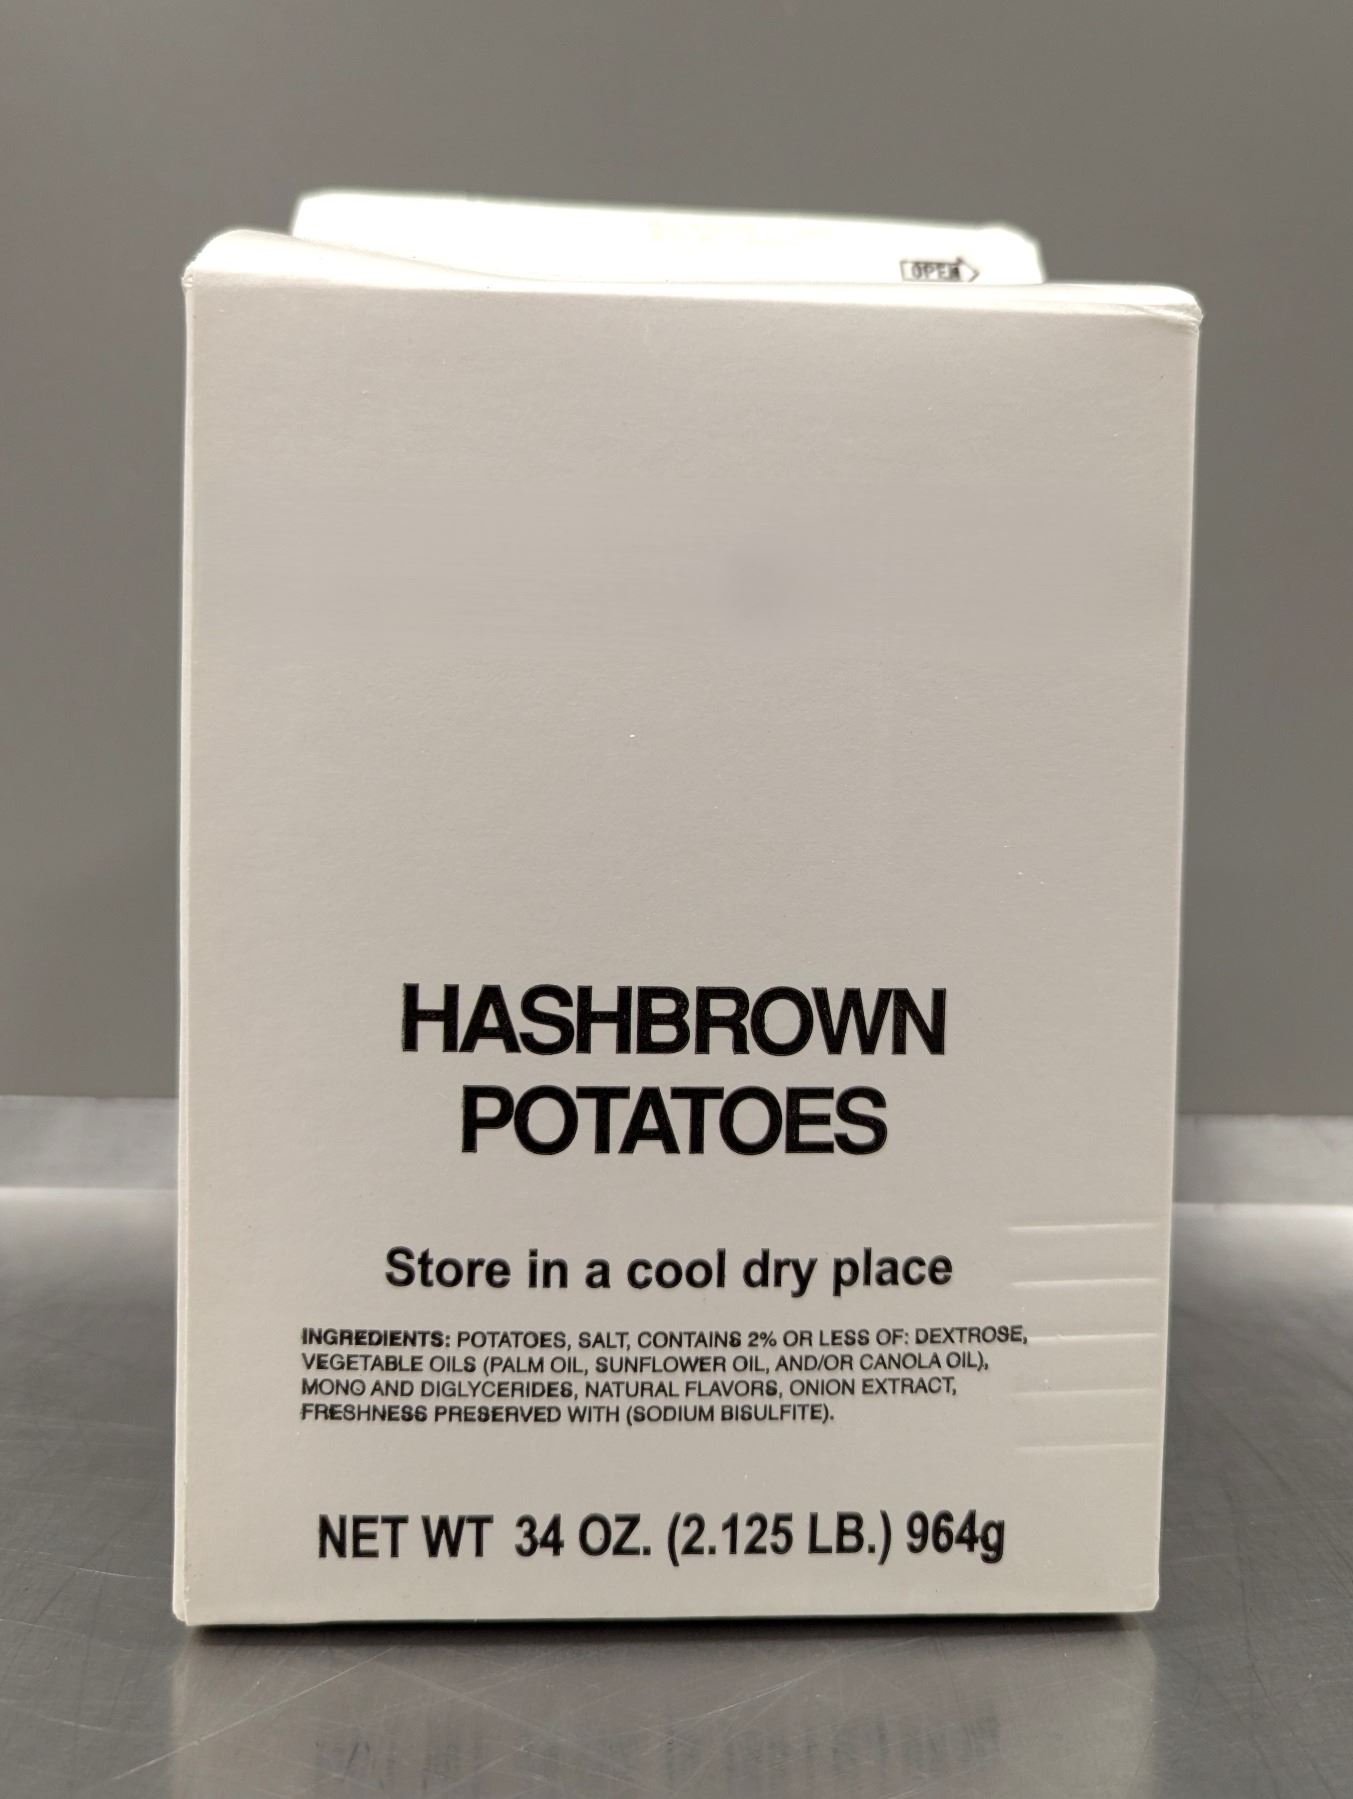 OPEN
HASHBROWN
POTATOES
Store in a cool dry place
INGREDIENTS: POTATOES, SALT, CONTAINS 2% OR LESS OF: DEXTROSE,
VEGETABLE OILS (PALM OIL, SUNFLOWER OIL, AND/OR CANOLA OIL),
MONO AND DIGLYCERIDES, NATURAL FLAVORS, ONION EXTRACT,
FRESHNESS PRESERVED WITH (SODIUM BISULFITE).
NET WT 34 OZ. (2.125 LB.) 964g